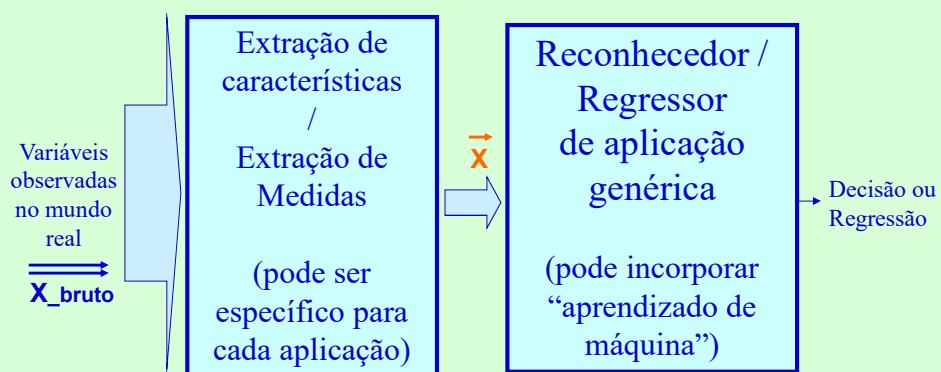 Variáveis
observadas
no mundo
real
X_bruto
Extração de
características
/
Extração de
Medidas
(pode ser
específico para
cada aplicação)
X
Reconhecedor /
Regressor
de aplicação
genérica
(pode incorporar
“aprendizado de
máquina”)
Decisão ou
Regressão